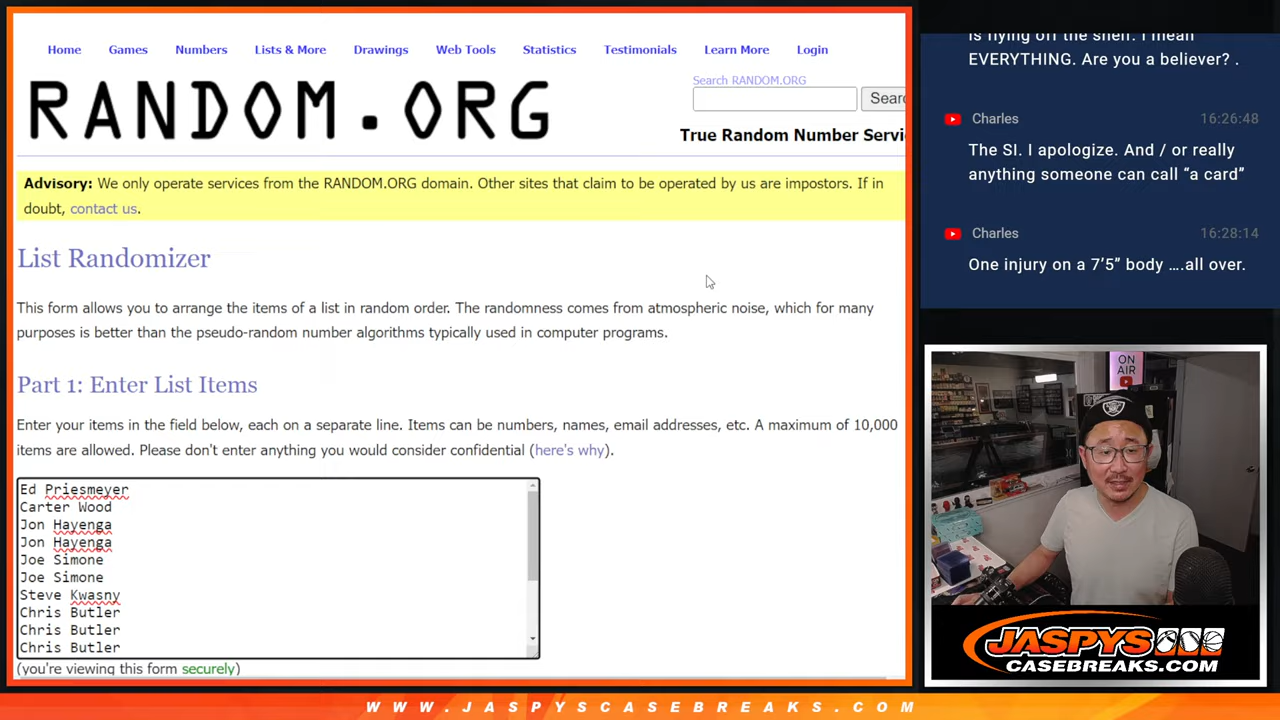 Home Games Numbers Lists & More Drawings Web Tools Statistics Testimonials Learn More Login
RANDOM.ORG
Search RANDOM.ORG
True Random Number Servi
Advisory: We only operate services from the RANDOM.ORG domain. Other sites that claim to be operated by us are impostors. If in
doubt, contact us.
List Randomizer
This form allows you to arrange the items of a list in random order. The randomness comes from atmospheric noise, which for many
purposes is better than the pseudo-random number algorithms typically used in computer programs.
Part 1: Enter List Items
Enter your items in the field below, each on a separate line. Items can be numbers, names, email addresses, etc. A maximum of 10,000
items are allowed. Please don't enter anything you would consider confidential (here's why).
Ed Priesmeyer
Carter Wood
Jon Hayenga
Jon Hayenga
Joe Simone
Joe Simone
Steve Kwasny
Chris Butler
Chris Butler
Chris Butler
(you're viewing this form securely)
is flying off the shelf. I mean
EVERYTHING. Are you a believer? .
Charles 16:26:48
The SI. I apologize. And / or really
anything someone can call “a card”
Charles 16:28:14
One injury on a 7’5” body ....all over.
ON
AIR
JASPYS
CASEBREAKS.COM
WWW.JASPYSCASEBREAKS.COM